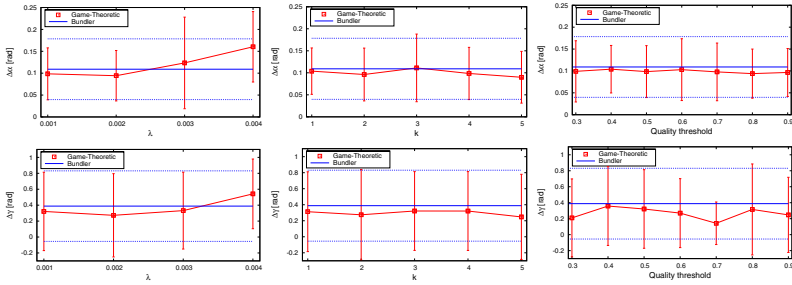 0.25
0.2
0.15
0.1
0.05
0
Δα [rad]
Game-Theoretic
Bundler
0.001 0.002 0.003 0.004
λ
0.25
0.2
0.15
0.1
0.05
0
Δα [rad]
Game-Theoretic
Bundler
1 2 3 4 5
k
0.25
0.2
0.15
0.1
0.05
0
Δα [rad]
Game-Theoretic
Bundler
0.3 0.4 0.5 0.6 0.7 0.8 0.9
Quality threshold
1
0.8
0.6
0.4
0.2
0
-0.2
Δγ [rad]
Game-Theoretic
Bundler
0.001 0.002 0.003 0.004
λ
1
0.8
0.6
0.4
0.2
0
-0.2
Δγ [rad]
Game-Theoretic
Bundler
1 2 3 4 5
k
1
0.8
0.6
0.4
0.2
0
-0.2
Δγ [rad]
Game-Theoretic
Bundler
0.3 0.4 0.5 0.6 0.7 0.8 0.9
Quality threshold